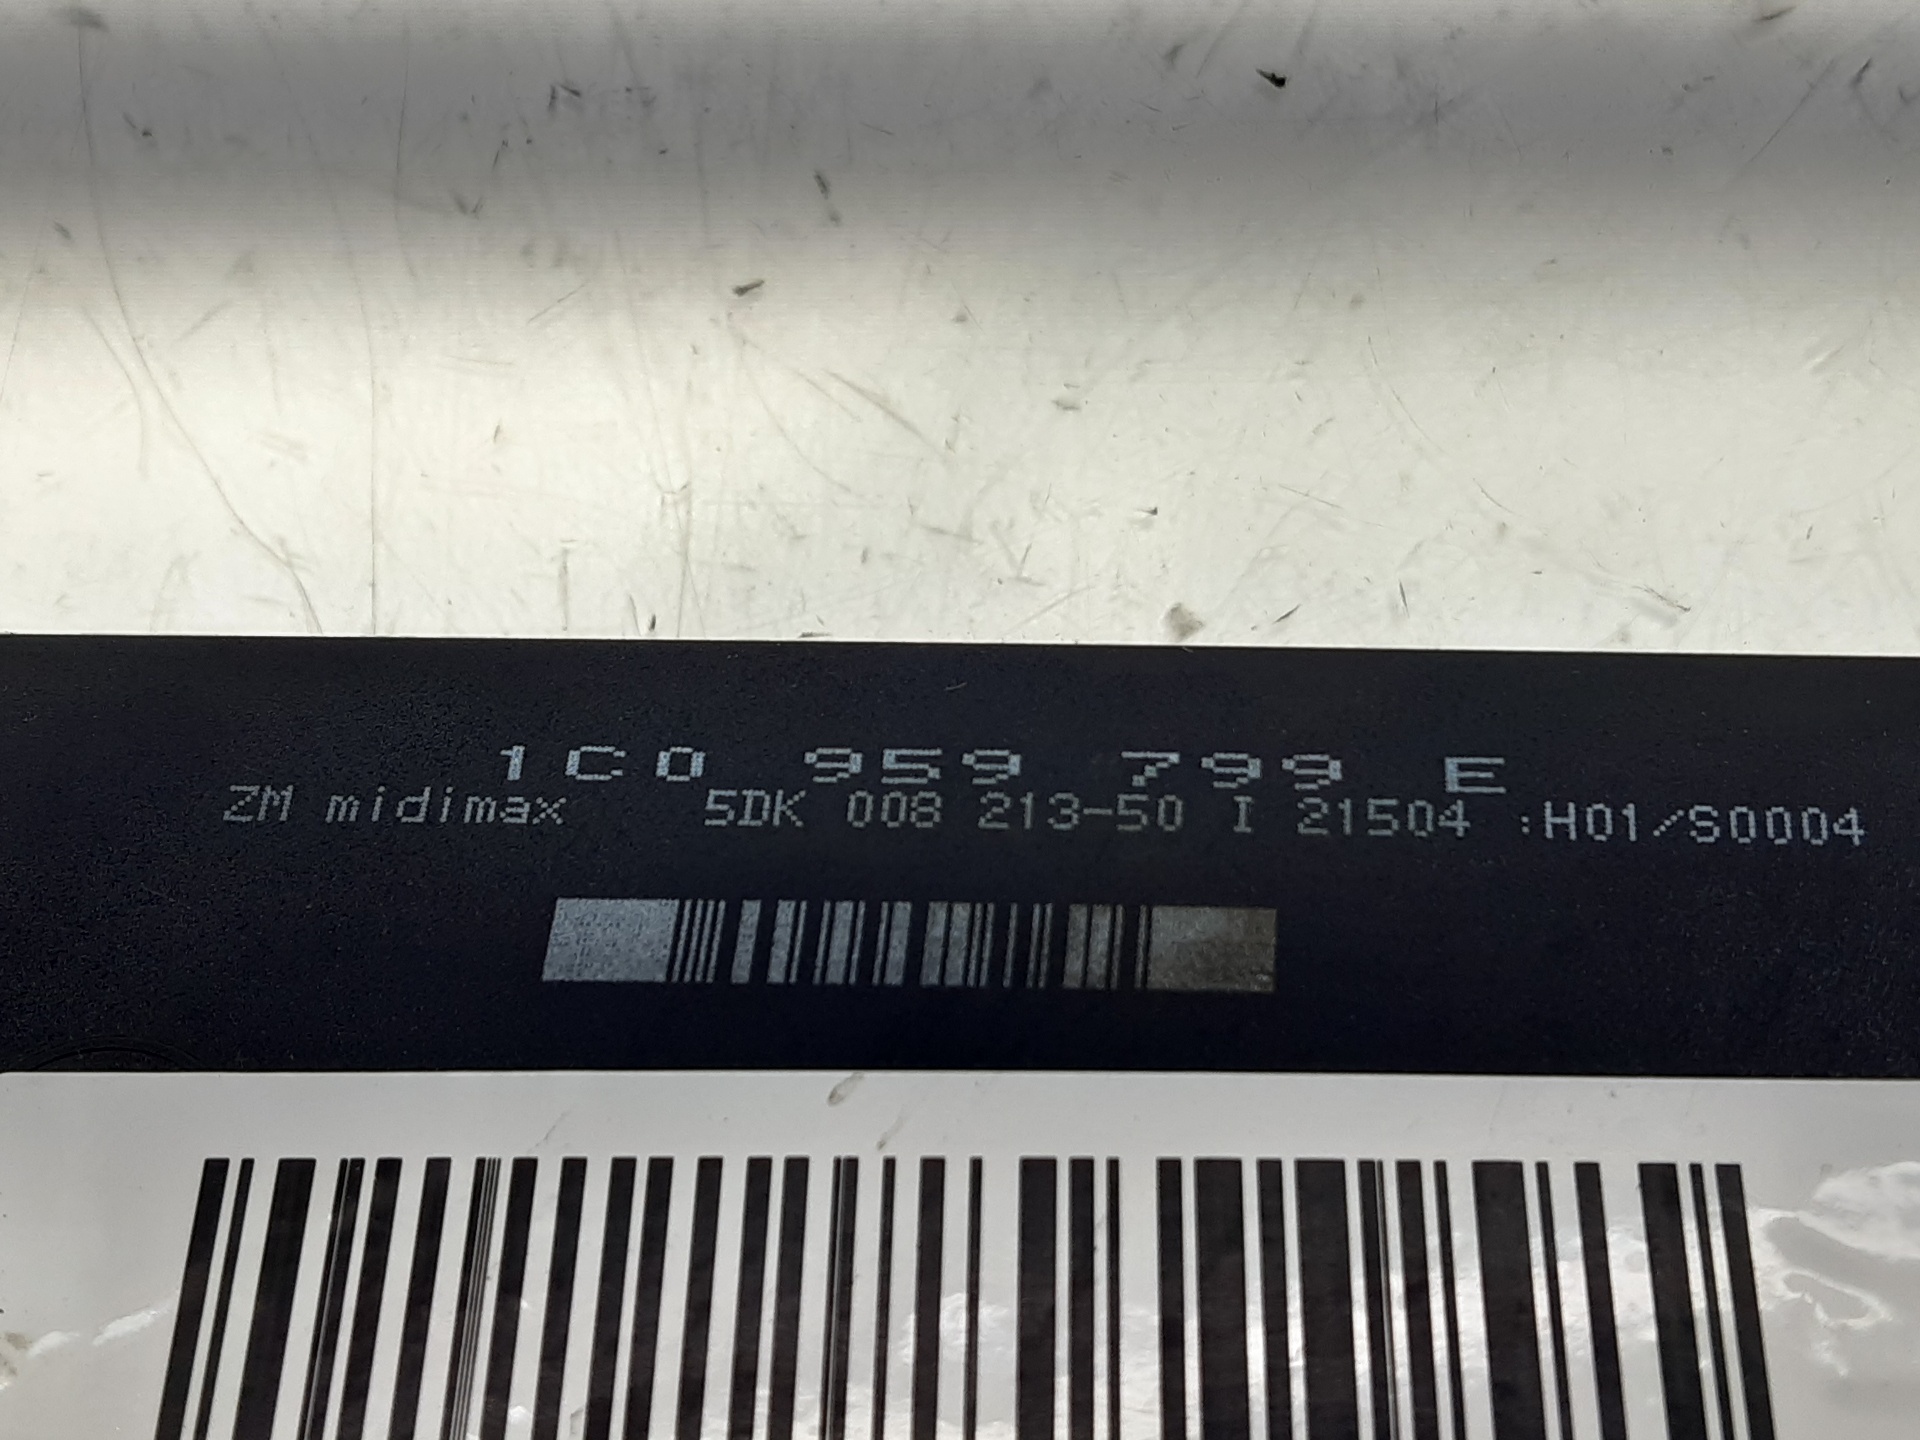 1C0 959 799 E
ZM midimax 5DK 008 213-50 I 21504 :H01/S0004